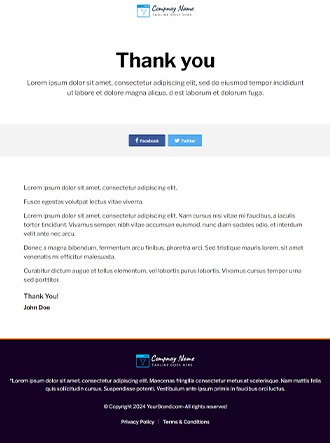 Company Name
TAGLINE GOES HERE
Thank you
Lorem ipsum dolor sit amet, consectetur adipiscing elit, sed do eiusmod tempor incididunt
ut labore et dolore magna aliqua. d est laborum et dolorum fuga.
Facebook
Twitter
Lorem ipsum dolor sit amet, consectetur adipiscing elit.
Fusce egestas volutpat lectus vitae viverra.
Lorem ipsum dolor sit amet, consectetur adipiscing elit. Nam cursus nisi vitae mi faucibus, a iaculis
tortor tincidunt. Vivamus semper, nibh vitae accumsan euismod, nunc diam sodales odio, et interdum
velit ante nec arcu.
Donec a magna bibendum, fermentum arcu finibus, pharetra orci. Sed tristique mauris lorem, sit amet
venenatis mi efficitur malesuada.
Curabitur dictum augue at tellus elementum, vel lobortis purus lobortis. Vivamus cursus tempor urna
sed porttitor.
Thank You!
John Doe
Company Name
TAGLINE GOES HERE
*Lorem ipsum dolor sit amet, consectetur adipiscing elit. Maecenas fringilla consectetur metus at scelerisque. Nam mattis felis
quis sollicitudin cursus. Suspendisse potenti. Vestibulum ante ipsum primis in faucibus orci luctus.
© Copyright 2024 YourBrand.com-All rights reserved
Privacy Policy | Terms & Conditions